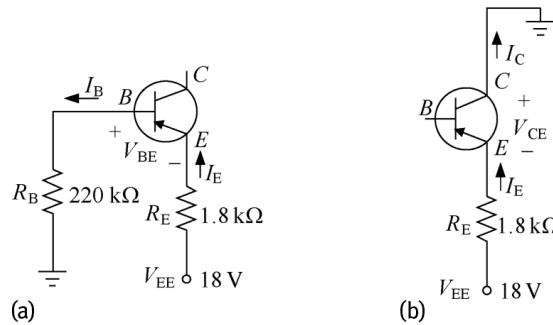 I_B
B
C
+
V_BE
−
E
I_E
R_B
220 kΩ
R_E
1.8 kΩ
V_EE
18 V
(a)
I_C
C
B
+
V_CE
E
−
I_E
R_E
1.8 kΩ
V_EE
18 V
(b)